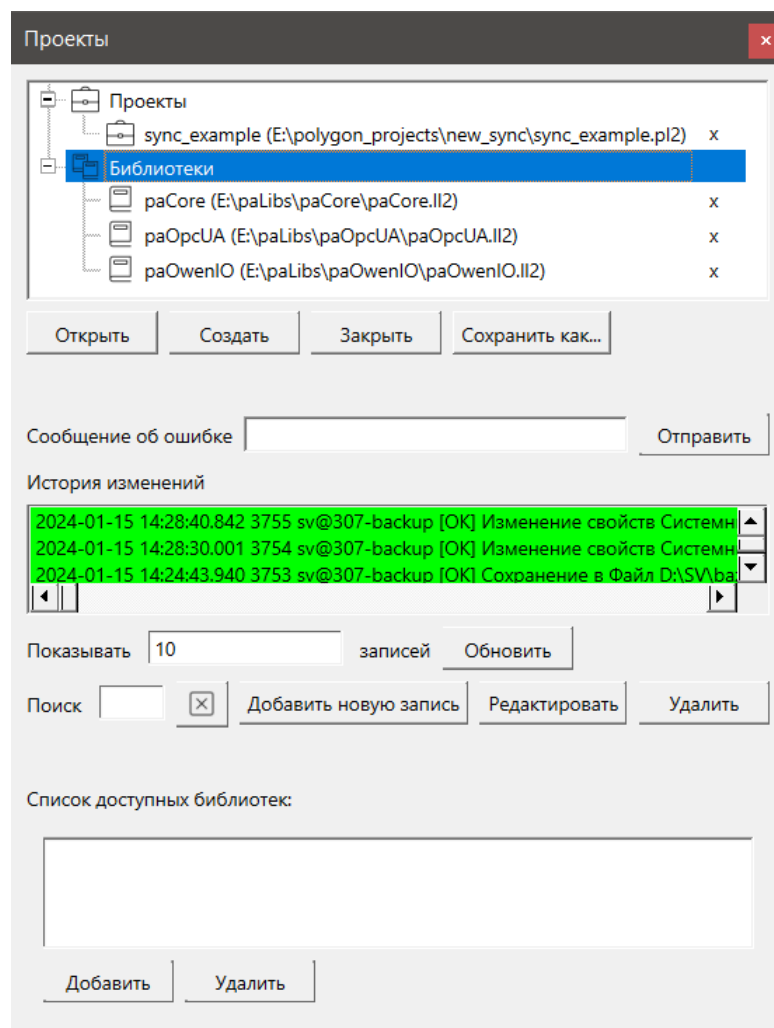 Проекты
Проекты
sync_example (E:\polygon_projects\new_sync\sync_example.pl2) x
Библиотеки
paCore (E:\paLibs\paCore\paCore.ll2) x
paOpcUA (E:\paLibs\paOpcUA\paOpcUA.ll2) x
paOwenIO (E:\paLibs\paOwenIO\paOwenIO.ll2) x
Открыть Создать Закрыть Сохранить как...
Сообщение об ошибке Отправить
История изменений
2024-01-15 14:28:40.842 3755 sv@307-backup [OK] Изменение свойств Системн
2024-01-15 14:28:30.001 3754 sv@307-backup [OK] Изменение свойств Системн
2024-01-15 14:24:43.940 3753 sv@307-backup [OK] Сохранение в Файл D:\SV\ba
Показывать 10 записей Обновить
Поиск Добавить новую запись Редактировать Удалить
Список доступных библиотек:
Добавить Удалить